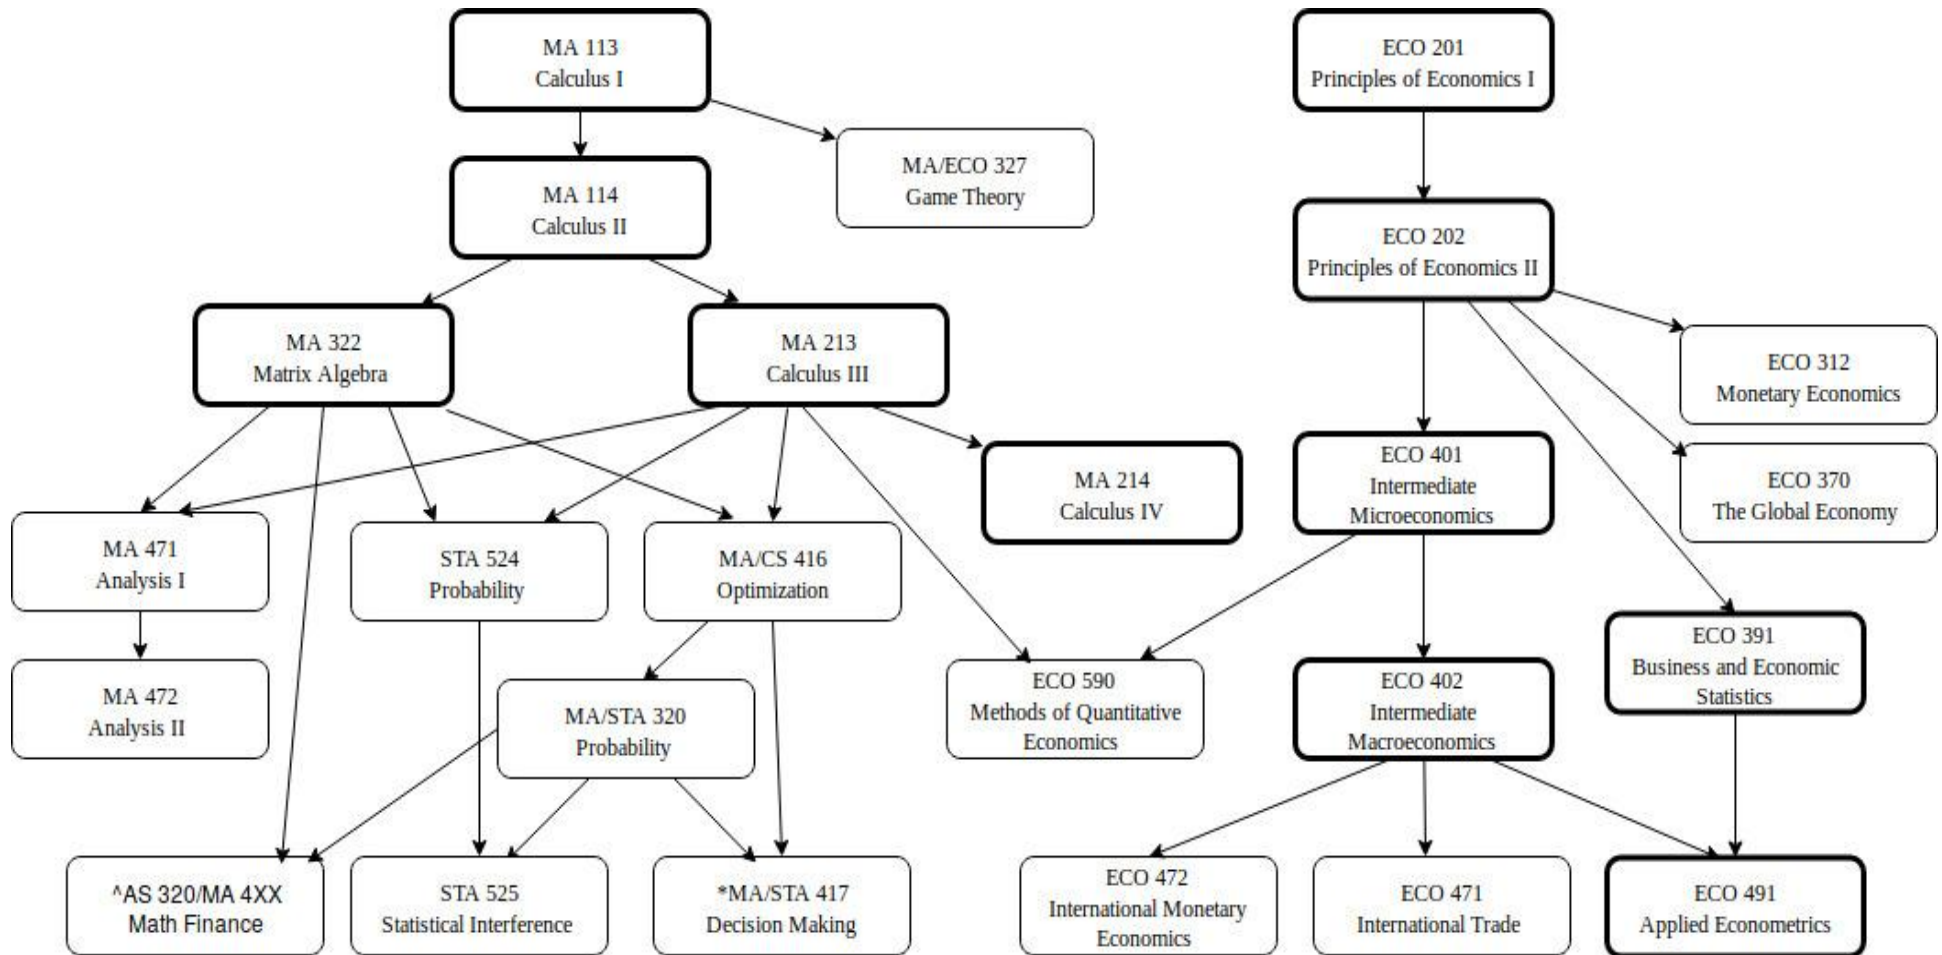 MA 113
Calculus I
ECO 201
Principles of Economics I
MA/ECO 327
Game Theory
MA 114
Calculus II
ECO 202
Principles of Economics II
MA 322
Matrix Algebra
MA 213
Calculus III
ECO 312
Monetary Economics
MA 214
Calculus IV
ECO 401
Intermediate
Microeconomics
ECO 370
The Global Economy
MA 471
Analysis I
STA 524
Probability
MA/CS 416
Optimization
ECO 391
Business and Economic
Statistics
MA 472
Analysis II
MA/STA 320
Probability
ECO 590
Methods of Quantitative
Economics
ECO 402
Intermediate
Macroeconomics
^AS 320/MA 4XX
Math Finance
STA 525
Statistical Interference
*MA/STA 417
Decision Making
ECO 472
International Monetary
Economics
ECO 471
International Trade
ECO 491
Applied Econometrics